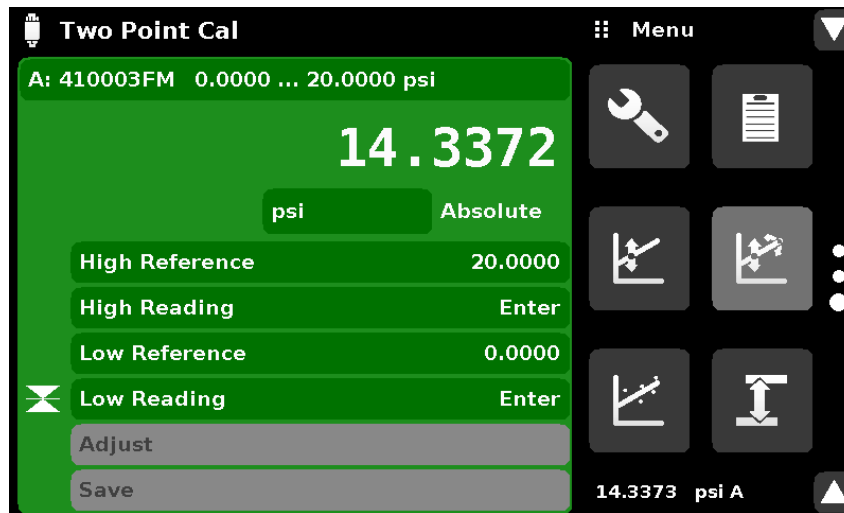 Two Point Cal
Menu
A: 410003FM 0.0000 ... 20.0000 psi
14.3372
psi Absolute
High Reference 20.0000
High Reading Enter
Low Reference 0.0000
Low Reading Enter
Adjust
Save
14.3373 psi A